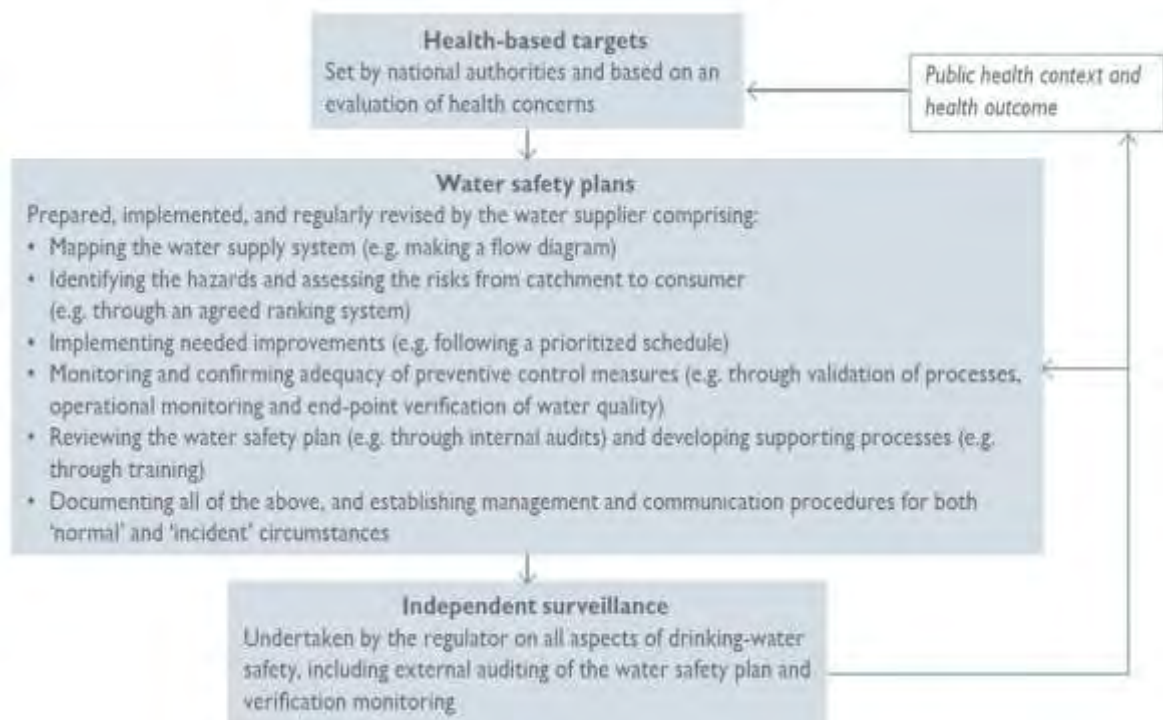 Health-based targets
Set by national authorities and based on an
evaluation of health concerns
Public health context and
health outcome
Water safety plans
Prepared, implemented, and regularly revised by the water supplier comprising:
• Mapping the water supply system (e.g. making a flow diagram)
• Identifying the hazards and assessing the risks from catchment to consumer
(e.g. through an agreed ranking system)
• Implementing needed improvements (e.g. following a prioritized schedule)
• Monitoring and confirming adequacy of preventive control measures (e.g. through validation of processes,
operational monitoring and end-point verification of water quality)
• Reviewing the water safety plan (e.g. through internal audits) and developing supporting processes (e.g.
through training)
• Documenting all of the above, and establishing management and communication procedures for both
'normal' and 'incident' circumstances
Independent surveillance
Undertaken by the regulator on all aspects of drinking-water
safety, including external auditing of the water safety plan and
verification monitoring